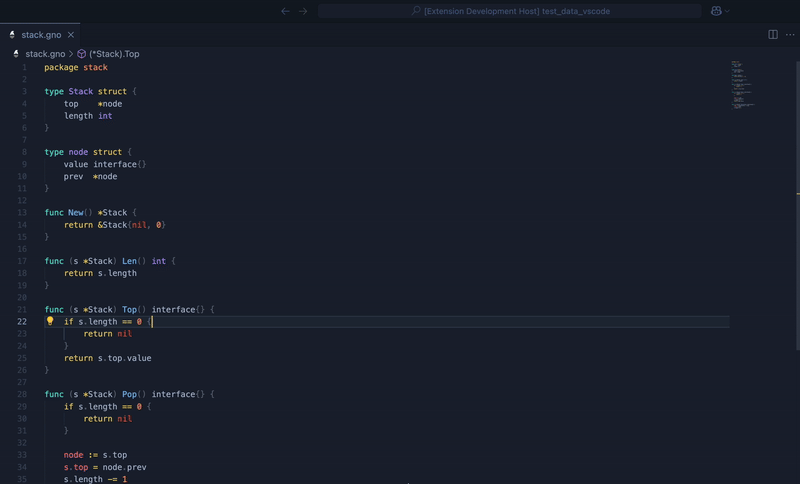 [Extension Development Host] test_data_vscode
stack.gno
stack.gno > (*Stack).Top
1 package stack
2
3 type Stack struct {
4     top    *node
5     length int
6 }
7
8 type node struct {
9     value interface{}
10     prev  *node
11 }
12
13 func New() *Stack {
14     return &Stack{nil, 0}
15 }
16
17 func (s *Stack) Len() int {
18     return s.length
19 }
20
21 func (s *Stack) Top() interface{} {
22     if s.length == 0 {
23         return nil
24     }
25     return s.top.value
26 }
27
28 func (s *Stack) Pop() interface{} {
29     if s.length == 0 {
30         return nil
31     }
32
33     node := s.top
34     s.top = node.prev
35     s.length -= 1